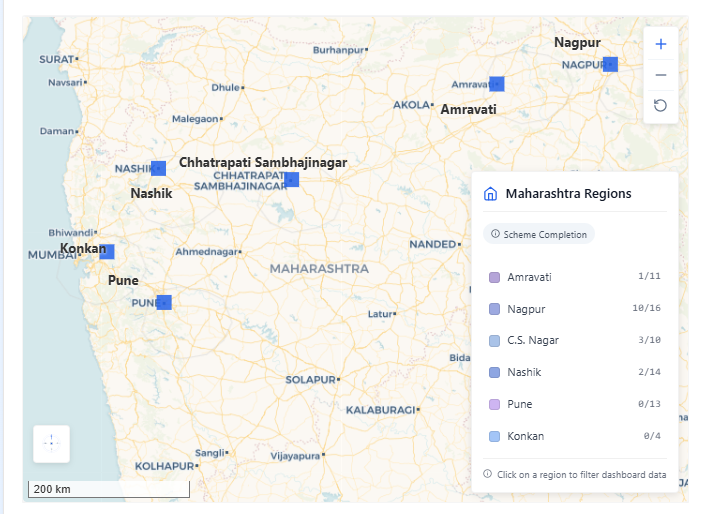 Nagpur
Burhanpur
SURAT
NAGPUR
Navsari
Dhule
Amravati
AKOLA
Amravati
Malegaon
Daman
Chhatrapati Sambhajinagar
NASHIK
CHHATRAPATI
SAMBHAJINAGAR
Nashik
Maharashtra Regions
Bhiwandi
Scheme Completion
Konkan
MUMBAI
Ahmednagar
NANDED
MAHARASHTRA
Pune
Amravati 1/11
PUNE
Nagpur 10/16
Latur
C.S. Nagar 3/10
Bida
Nashik 2/14
SOLAPUR
Pune 0/13
KALABURAGI
Konkan 0/4
Sangli
Vijayapura
KOLHAPUR
Click on a region to filter dashboard data
200 km